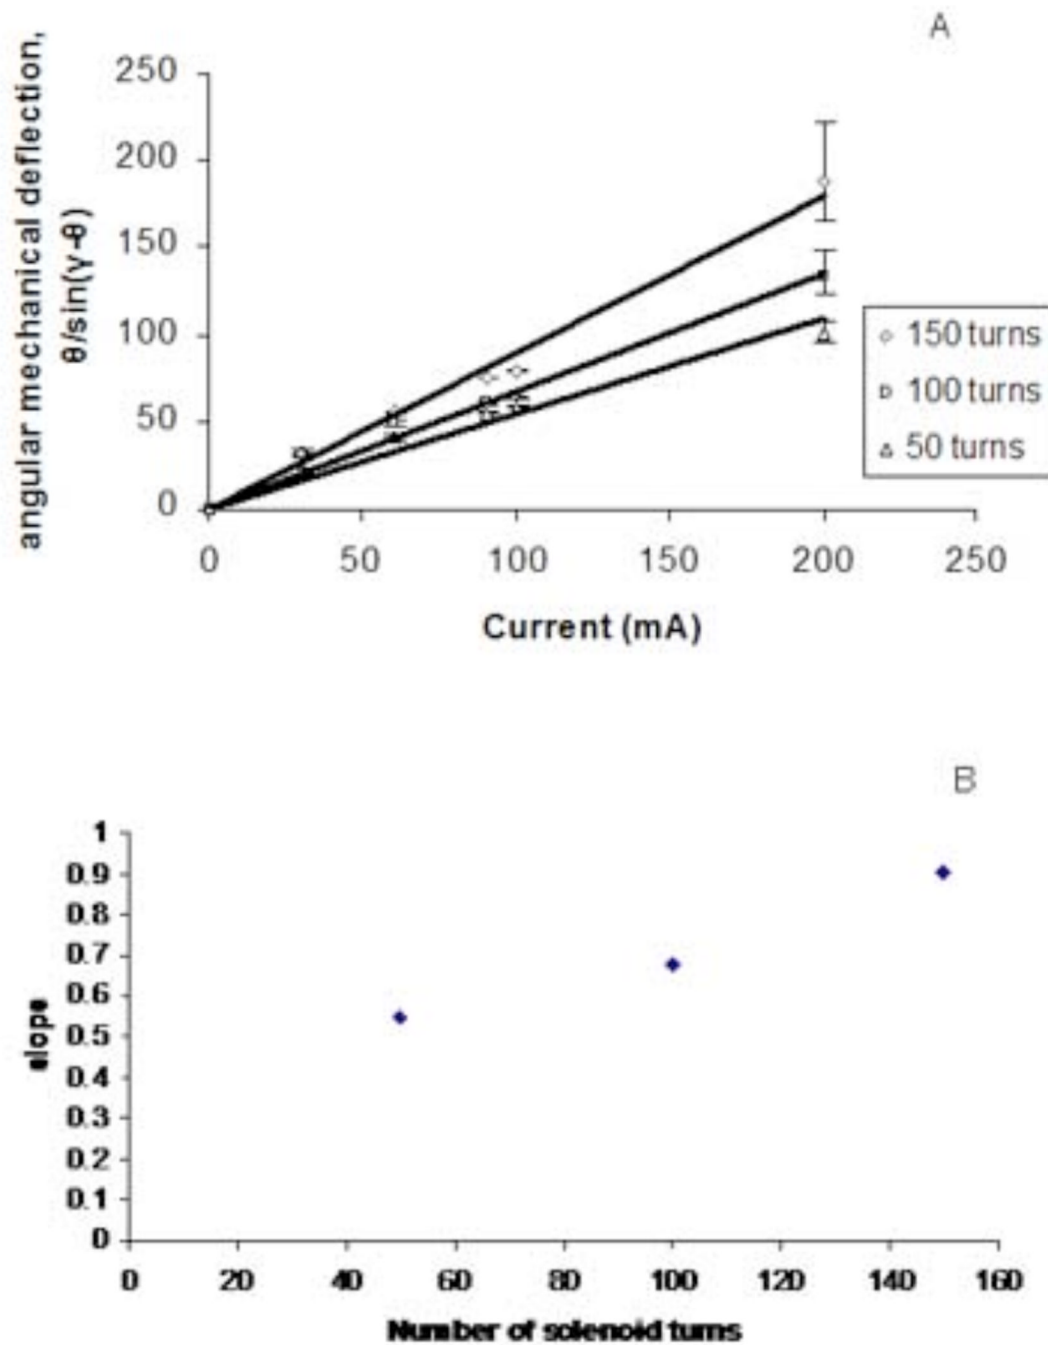 A
angular mechanical deflection,
θ/sin(γ-θ)
250
200
150
100
50
0
0 50 100 150 200 250
Current (mA)
150 turns
100 turns
50 turns
B
slope
1
0.9
0.8
0.7
0.6
0.5
0.4
0.3
0.2
0.1
0
0 20 40 60 80 100 120 140 160
Number of solenoid turns